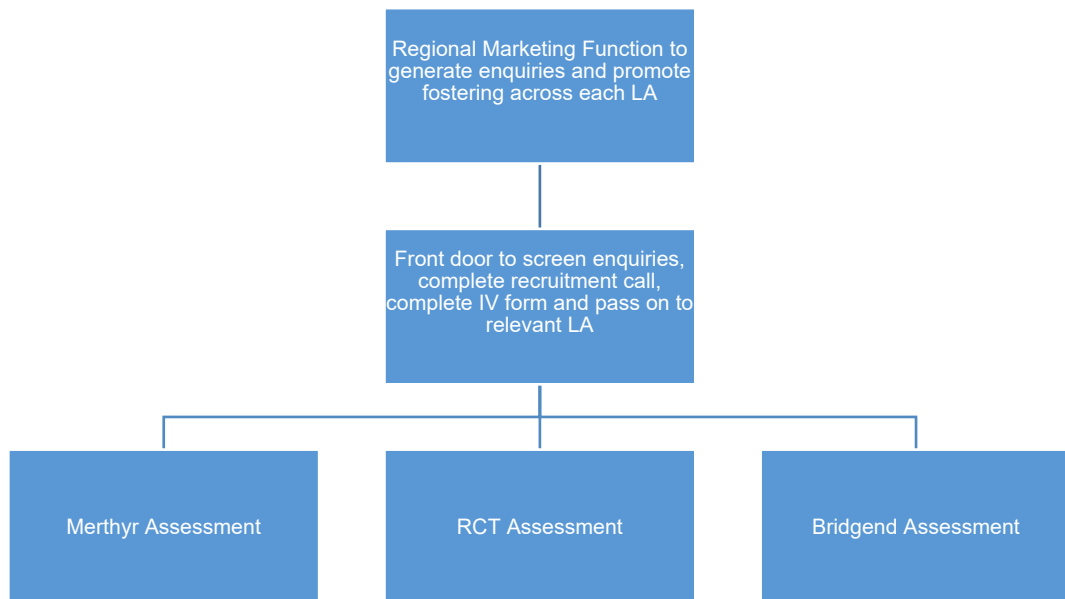 Regional Marketing Function to
generate enquiries and promote
fostering across each LA
Front door to screen enquiries,
complete recruitment call,
complete IV form and pass on to
relevant LA
Merthyr Assessment
RCT Assessment
Bridgend Assessment